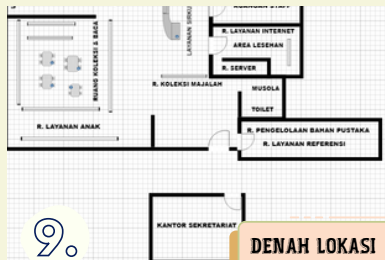 R. LAYANAN INTERNET
LAYANAN SIRKU
AREA LESEHAN
RUANG KOLEKSI & BACA
R. SERVER
R. KOLEKSI MAJALAH
MUSOLA
TOILET
R. LAYANAN ANAK
R. PENGELOLAAN BAHAN PUSTAKA
R. LAYANAN REFERENSI
KANTOR SEKRETARIAT
9.
DENAH LOKASI